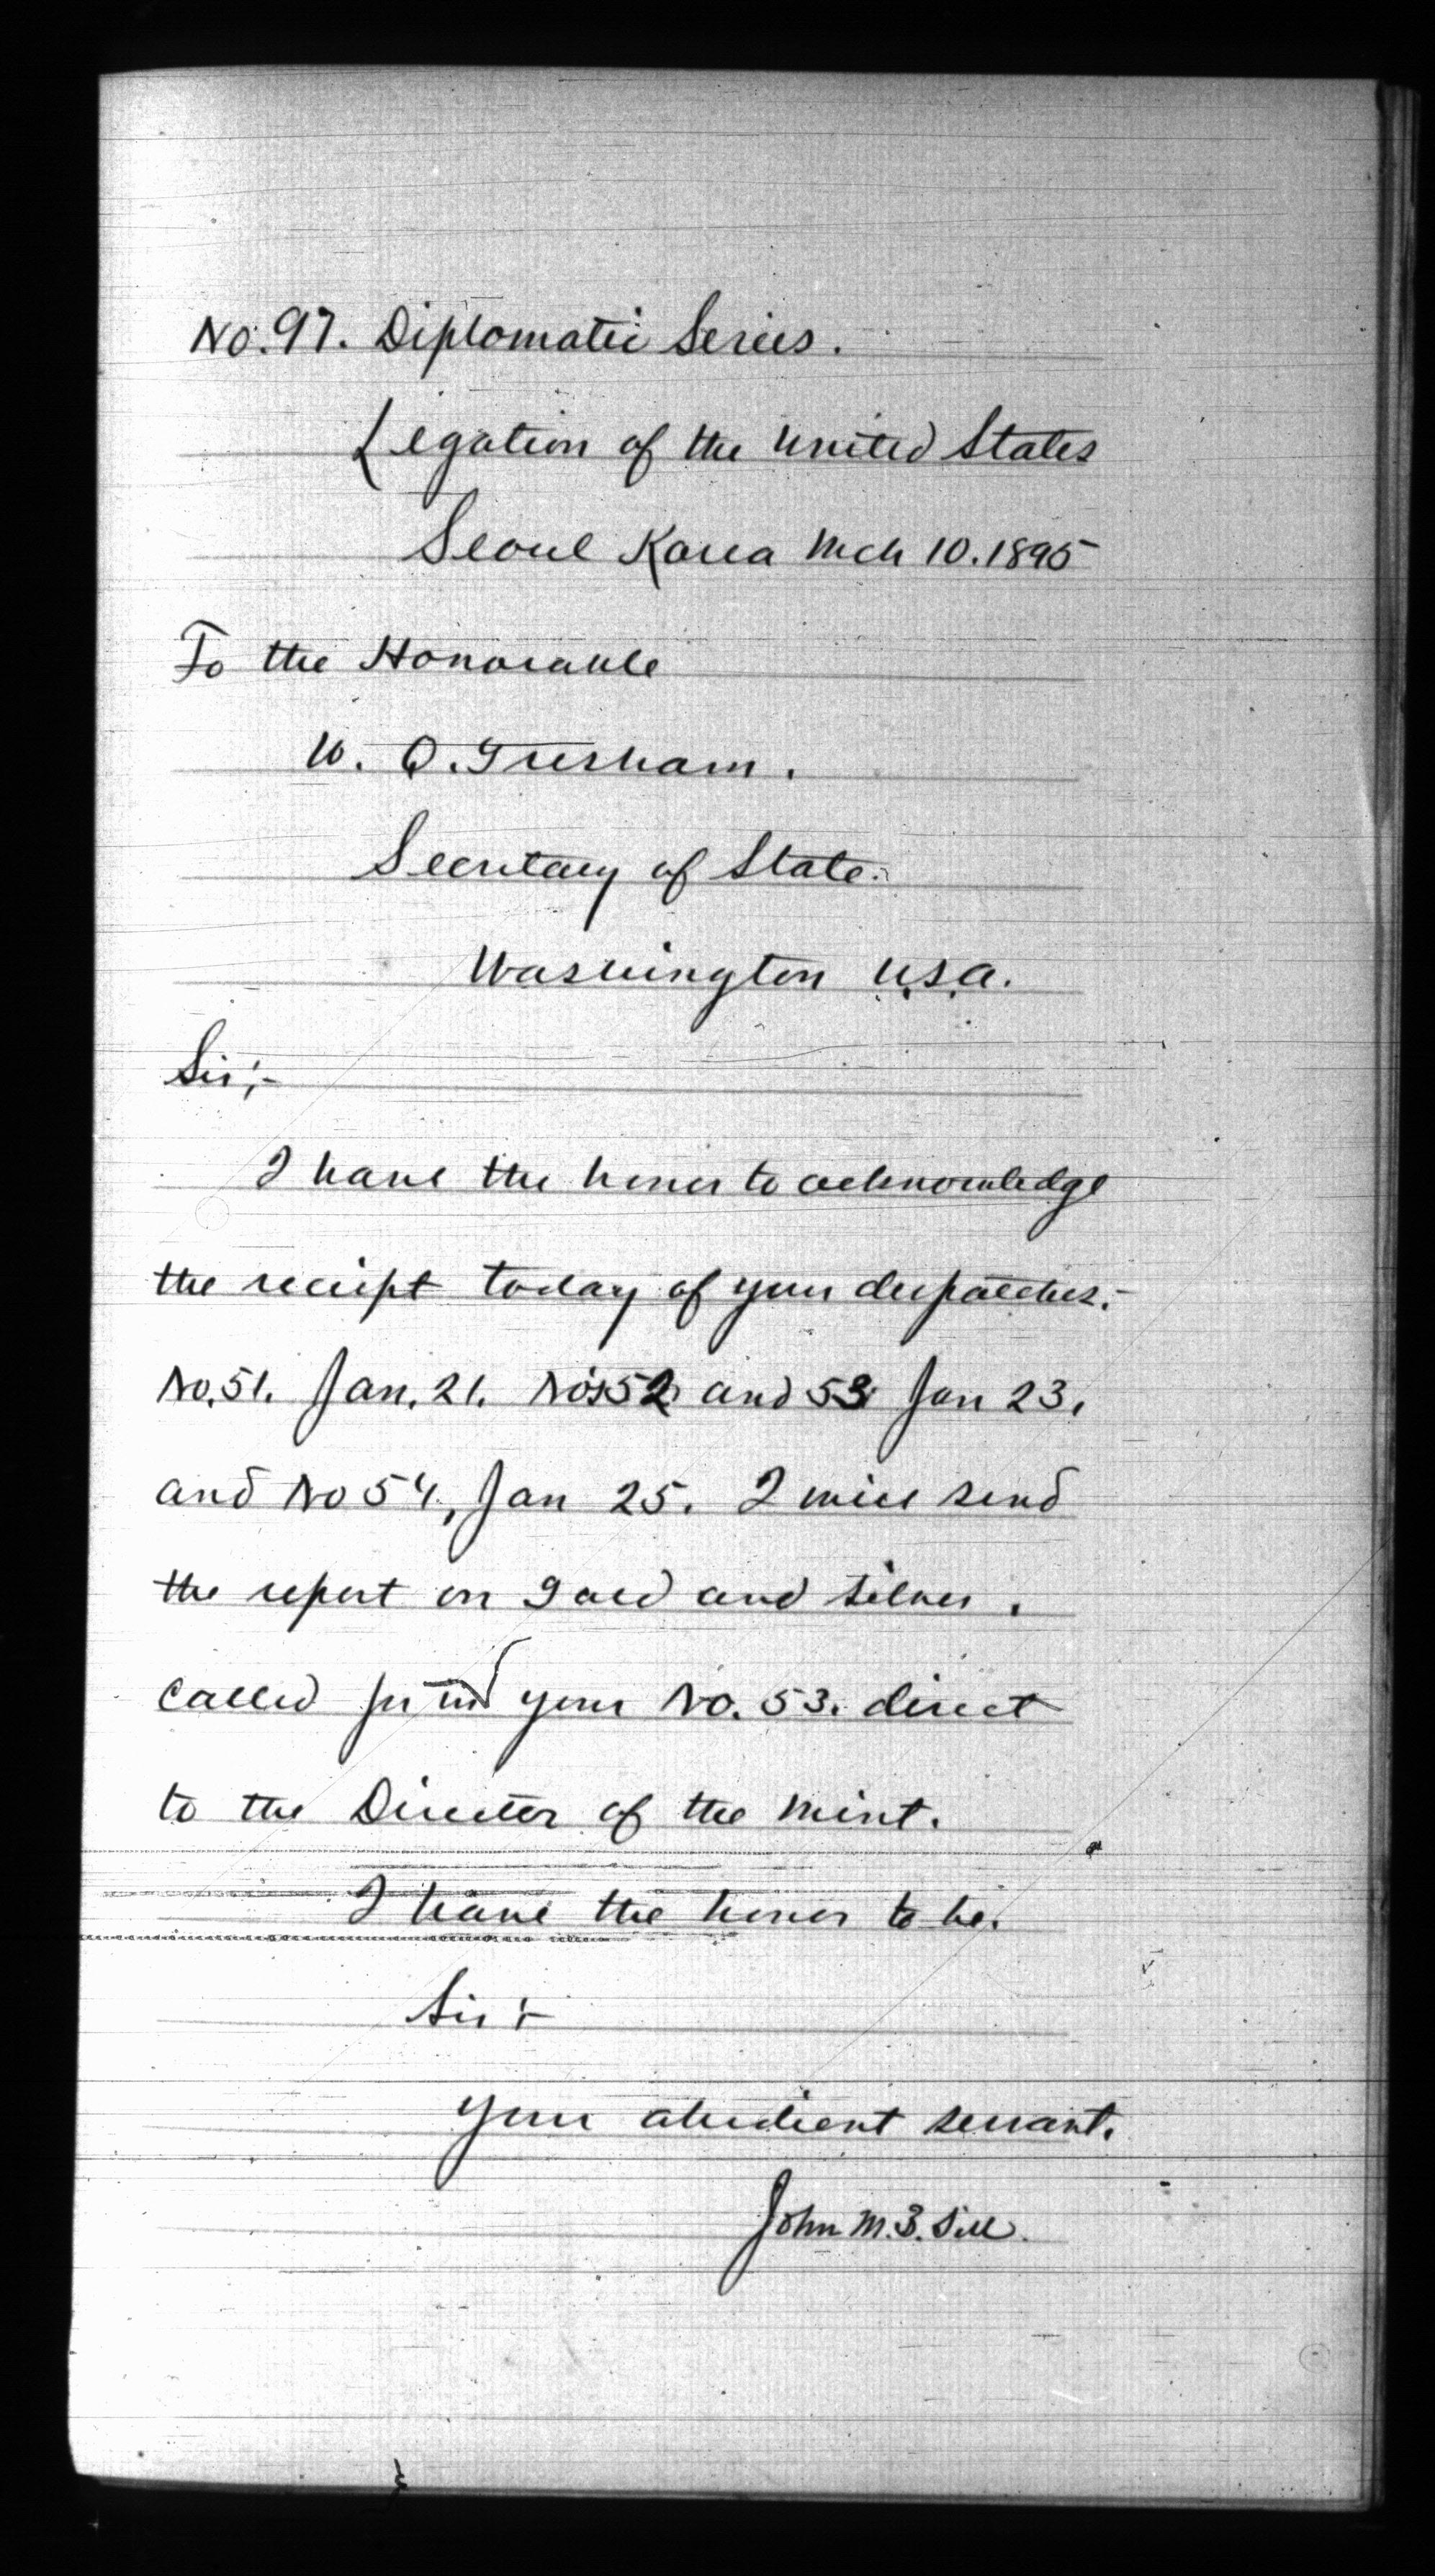 No. 97. Diplomatic Series.
Legation of the United States
Seoul Korea Mch 10. 1895
To the Honorable
W. Q. Gresham.
Secretary of State.
Washington U.S.A.
Sir;-
I have the honor to acknowledge
the reciept today of your despatches:-
No. 51. Jan. 21. Nos 52 and 53 Jan 23,
and No 54, Jan 25. I will send
the report on gold and silver.
called for in your No. 53. direct
to the Director of the Mint.
I have the honor to be.
Sir:-
Your obedient servant.
John M. B. Sill.